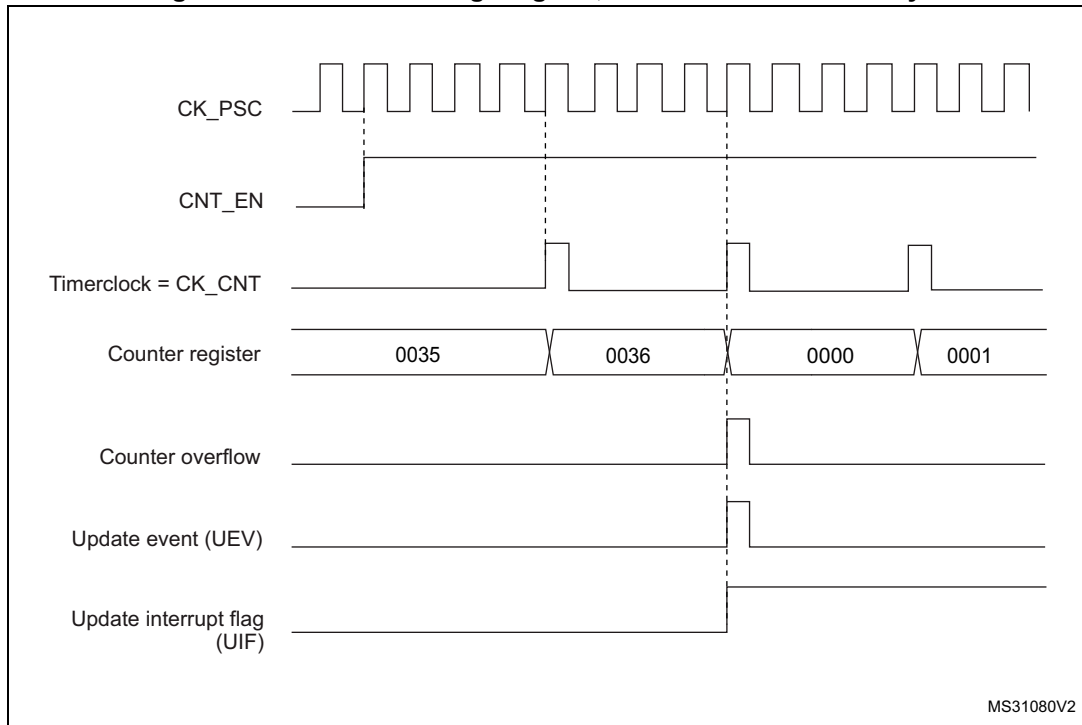 CK_PSC
CNT_EN
Timerclock = CK_CNT
Counter register 0035 0036 0000 0001
Counter overflow
Update event (UEV)
Update interrupt flag
(UIF)
MS31080V2